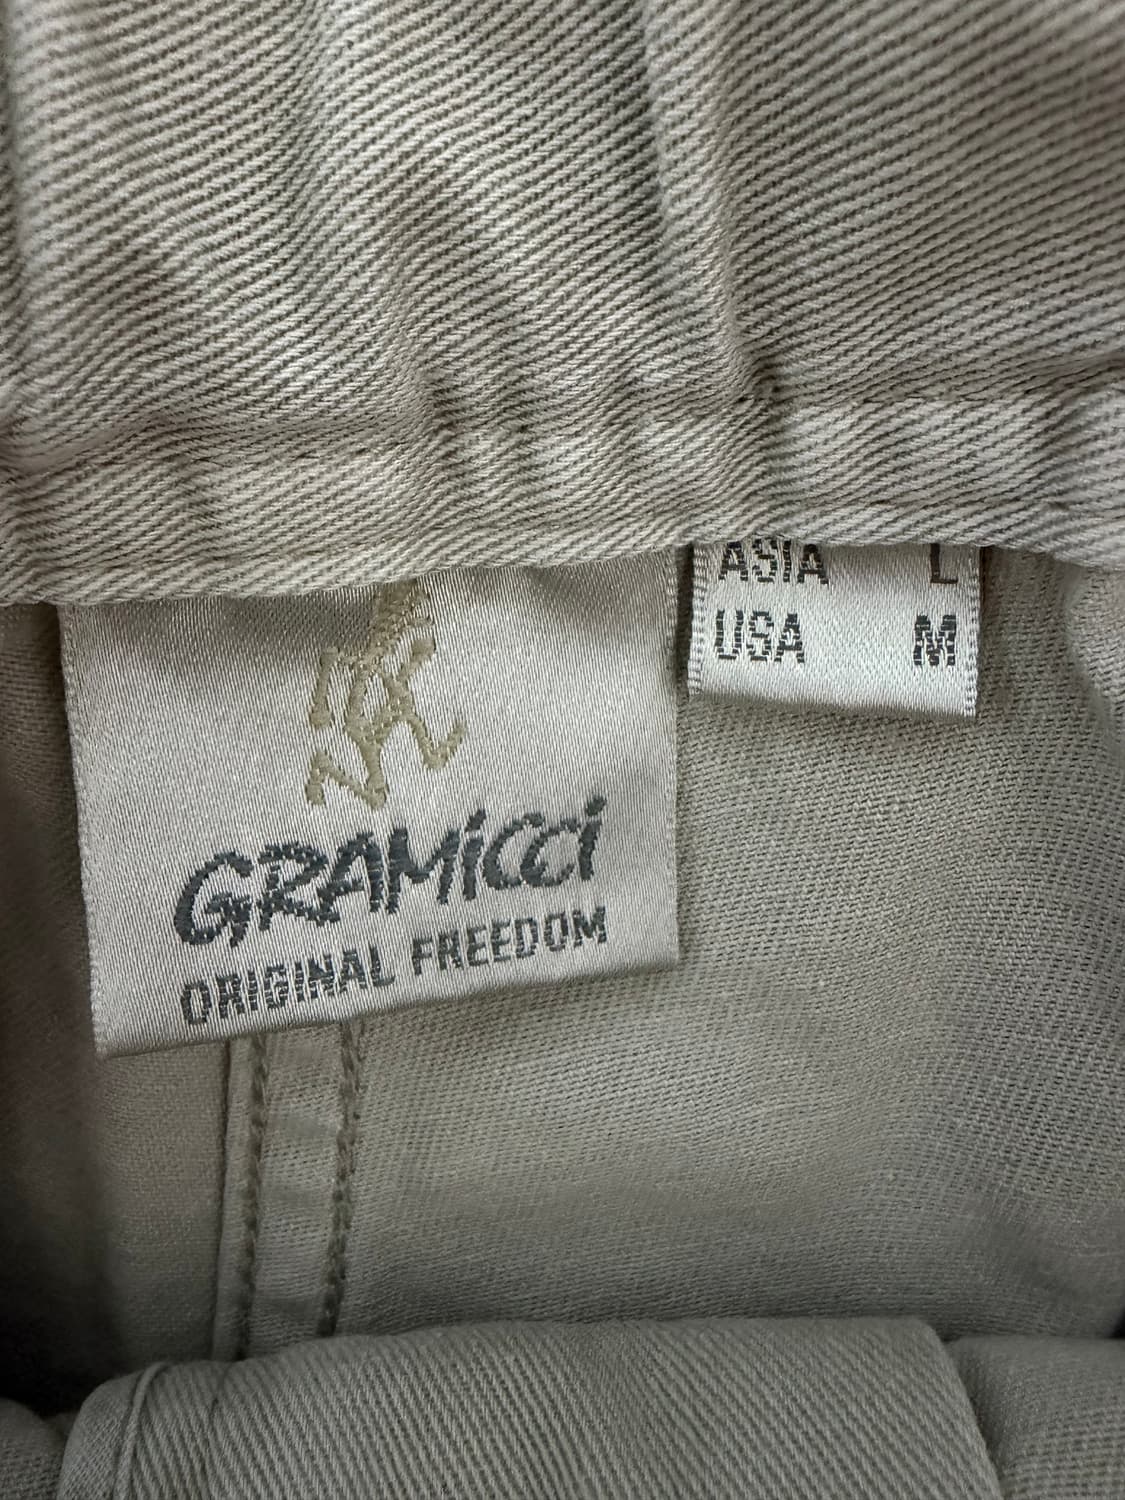 GRAMiCCi
ORIGINAL FREEDOM
ASIA L
USA M